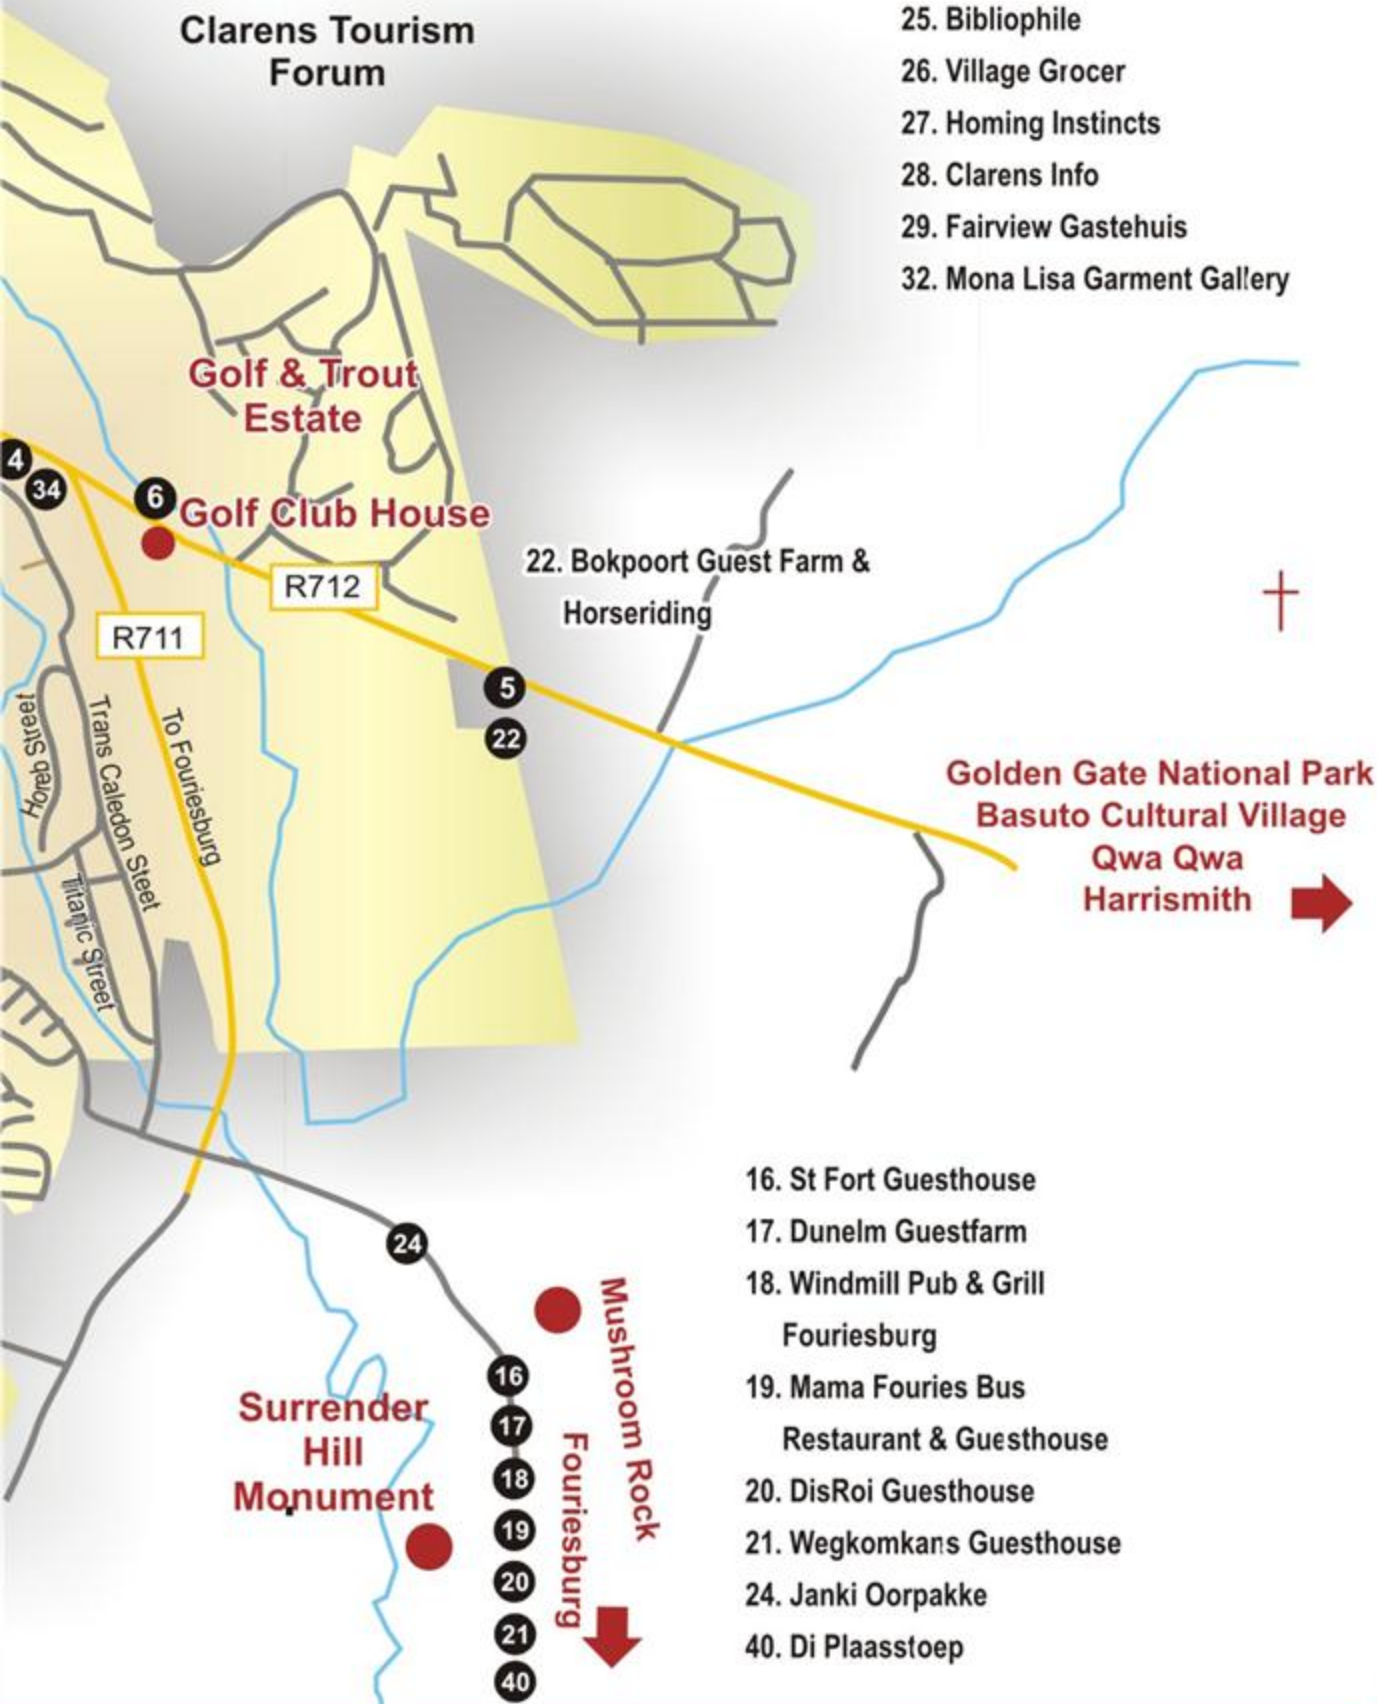 Clarens Tourism
Forum
25. Bibliophile
26. Village Grocer
27. Homing Instincts
28. Clarens Info
29. Fairview Gastehuis
32. Mona Lisa Garment Gallery
Golf & Trout
Estate
4
34
6
Golf Club House
R712
R711
22. Bokpoort Guest Farm &
Horseriding
5
22
Holab Street
Trans Caledon Steet
To Fouriesburg
Titanic Street
Golden Gate National Park
Basuto Cultural Village
Qwa Qwa
Harrismith
24
16
17
18
19
20
21
40
Mushroom Rock
Fouriesburg
Surrender
Hill
Monument
16. St Fort Guesthouse
17. Dunelm Guestfarm
18. Windmill Pub & Grill
Fouriesburg
19. Mama Fouries Bus
Restaurant & Guesthouse
20. DisRoi Guesthouse
21. Wegkomkans Guesthouse
24. Janki Oorpakke
40. Di Plaasstoep